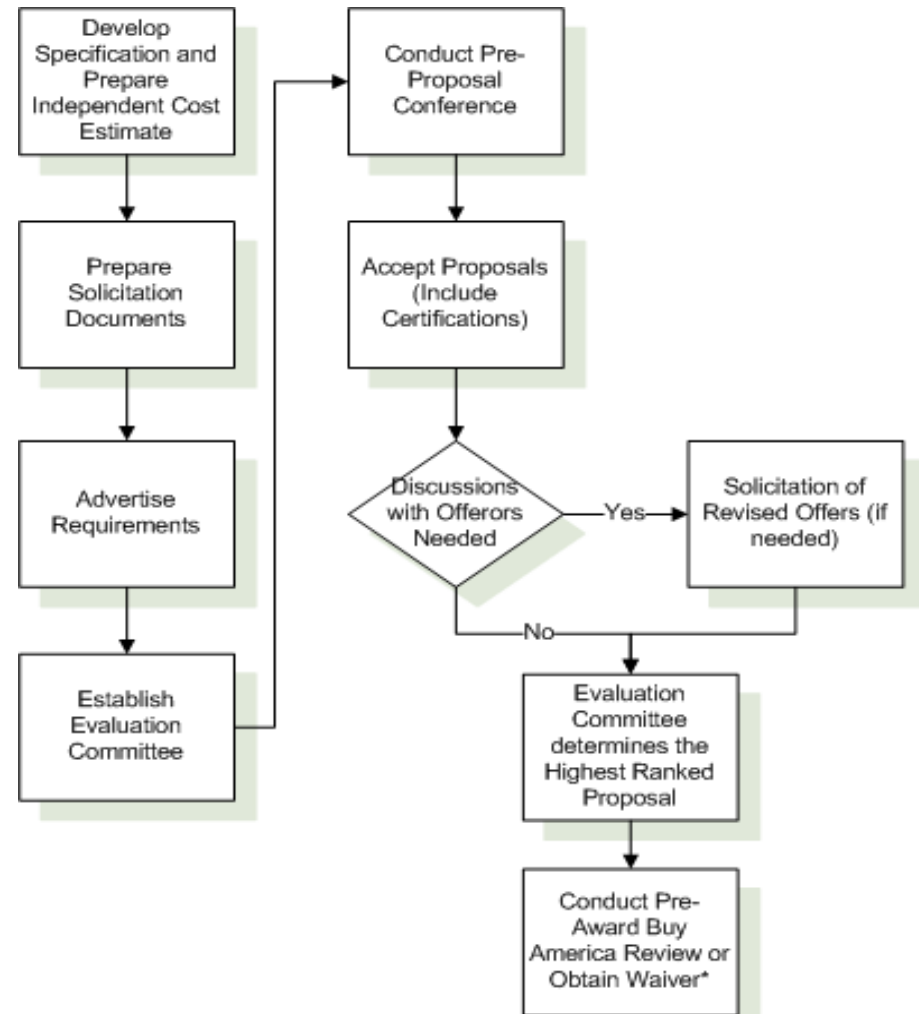 Develop
Specification and
Prepare
Independent Cost
Estimate
Prepare
Solicitation
Documents
Advertise
Requirements
Establish
Evaluation
Committee
Conduct Pre-
Proposal
Conference
Accept Proposals
(Include
Certifications)
Discussions
with Offerors
Needed
Yes
Solicitation of
Revised Offers (if
needed)
No
Evaluation
Committee
determines the
Highest Ranked
Proposal
Conduct Pre-
Award Buy
America Review or
Obtain Waiver*